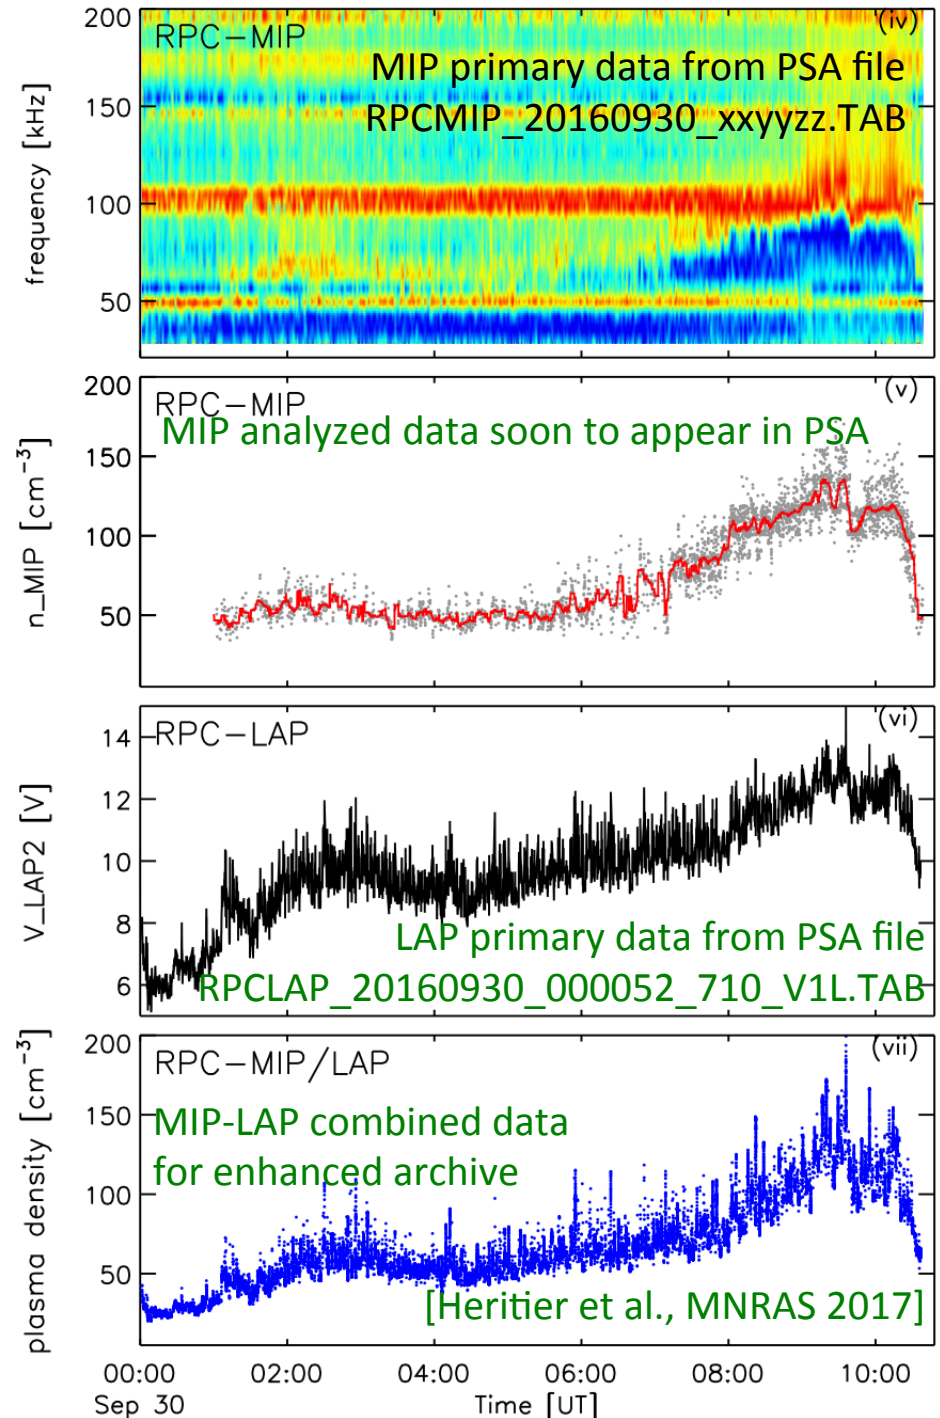 200
RPC-MIP
(iv)
MIP primary data from PSA file
RPCMIP_20160930_xxyyzz.TAB
150
100
50
frequency [kHz]
200
RPC-MIP
(v)
MIP analyzed data soon to appear in PSA
150
100
50
n_MIP [cm⁻³]
RPC-LAP
(vi)
14
12
10
8
6
V_LAP2 [V]
LAP primary data from PSA file
RPCLAP_20160930_000052_710_V1L.TAB
200
RPC-MIP/LAP
(vii)
MIP-LAP combined data
for enhanced archive
150
100
50
plasma density [cm⁻³]
[Heritier et al., MNRAS 2017]
00:00 02:00 04:00 06:00 08:00 10:00
Sep 30
Time [UT]